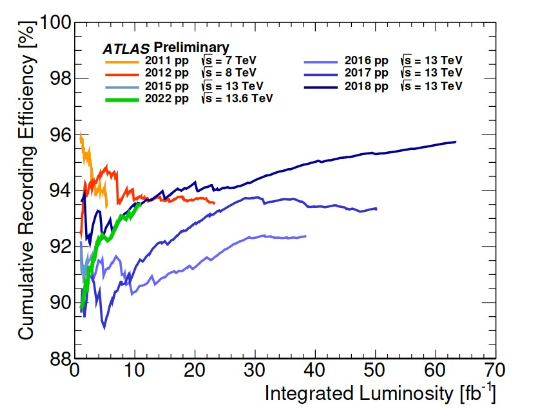 ATLAS Preliminary
2011 pp √s = 7 TeV
2012 pp √s = 8 TeV
2015 pp √s = 13 TeV
2022 pp √s = 13.6 TeV
2016 pp √s = 13 TeV
2017 pp √s = 13 TeV
2018 pp √s = 13 TeV
Cumulative Recording Efficiency [%]
100
98
96
94
92
90
88
0 10 20 30 40 50 60 70
Integrated Luminosity [fb⁻¹]